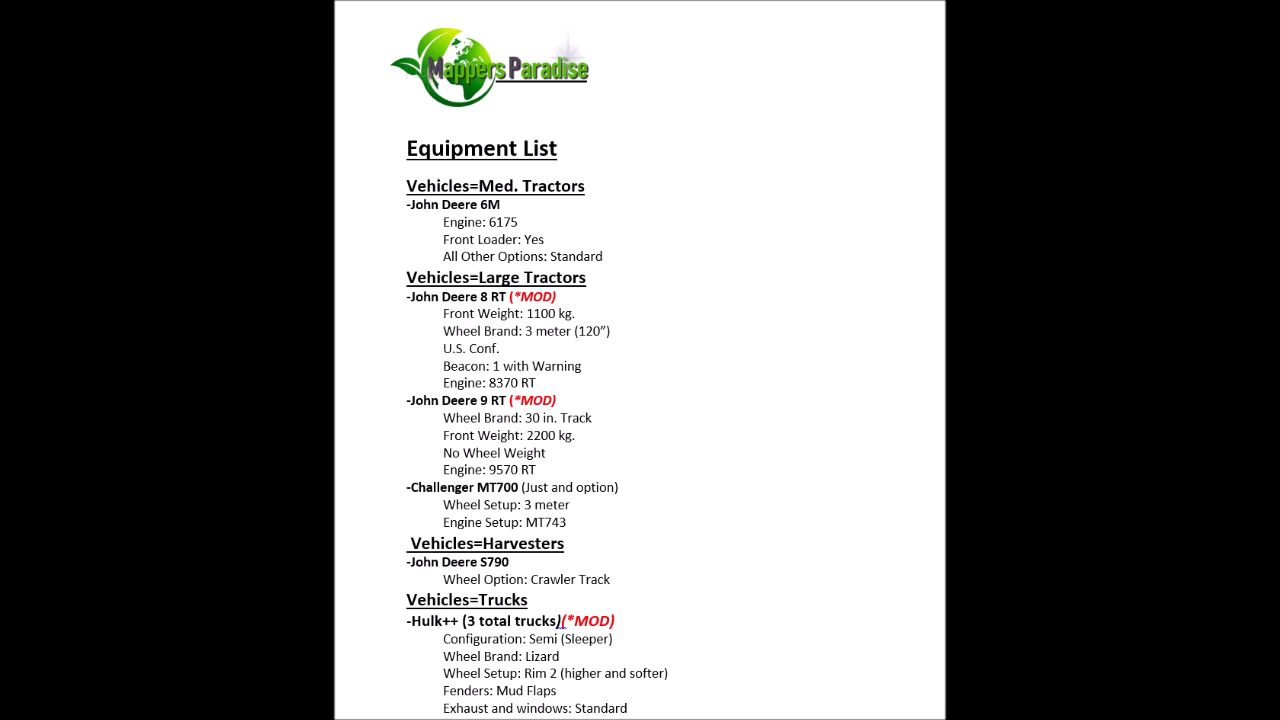 Mappers Paradise
Equipment List
Vehicles=Med. Tractors
-John Deere 6M
Engine: 6175
Front Loader: Yes
All Other Options: Standard
Vehicles=Large Tractors
-John Deere 8 RT (*MOD)
Front Weight: 1100 kg.
Wheel Brand: 3 meter (120”)
U.S. Conf.
Beacon: 1 with Warning
Engine: 8370 RT
-John Deere 9 RT (*MOD)
Wheel Brand: 30 in. Track
Front Weight: 2200 kg.
No Wheel Weight
Engine: 9570 RT
-Challenger MT700 (Just and option)
Wheel Setup: 3 meter
Engine Setup: MT743
Vehicles=Harvesters
-John Deere S790
Wheel Option: Crawler Track
Vehicles=Trucks
-Hulk++ (3 total trucks)(*MOD)
Configuration: Semi (Sleeper)
Wheel Brand: Lizard
Wheel Setup: Rim 2 (higher and softer)
Fenders: Mud Flaps
Exhaust and windows: Standard